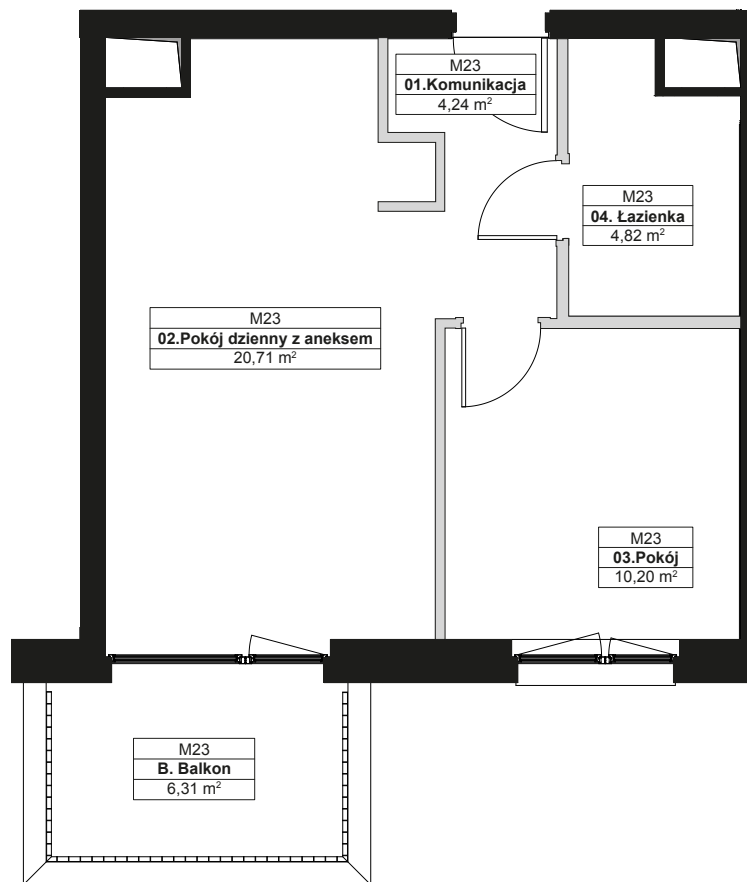 M23
01.Komunikacja
4,24 m²
M23
04. Łazienka
4,82 m²
M23
02.Pokój dzienny z aneksem
20,71 m²
M23
03.Pokój
10,20 m²
M23
B. Balkon
6,31 m²